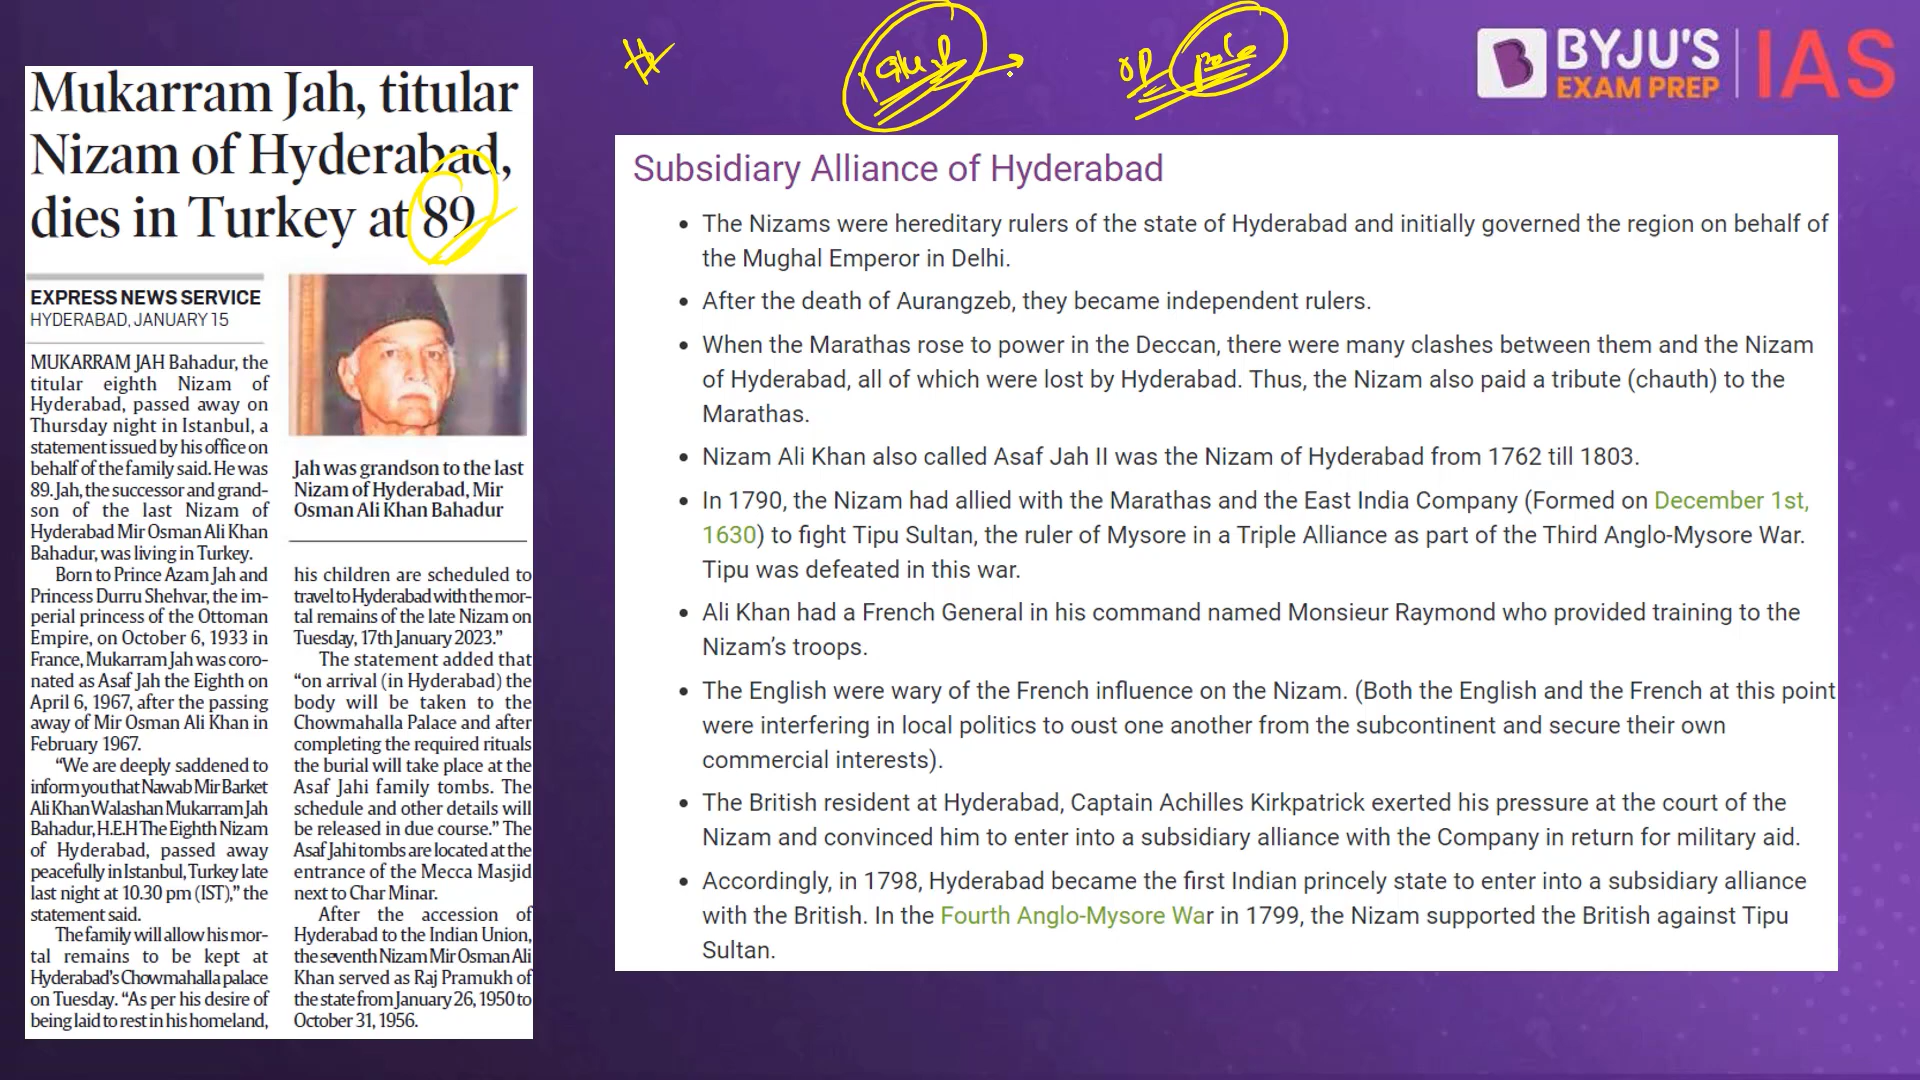 BYJU'S
EXAM PREP
IAS
Mukarram Jah, titular
Nizam of Hyderabad,
dies in Turkey at 89
EXPRESS NEWS SERVICE
HYDERABAD, JANUARY 15
MUKARRAM JAH Bahadur, the
titular eighth Nizam of
Hyderabad, passed away on
Thursday night in Istanbul, a
statement issued by his office on
behalf of the family said. He was
89. Jah, the successor and grand-
son of the last Nizam of
Hyderabad Mir Osman Ali Khan
Bahadur, was living in Turkey.
Born to Prince Azam Jah and
Princess Durru Shehvar, the im-
perial princess of the Ottoman
Empire, on October 6, 1933 in
France, Mukarram Jah was coro-
nated as Asaf Jah the Eighth on
April 6, 1967, after the passing
away of Mir Osman Ali Khan in
February 1967.
“We are deeply saddened to
inform you that Nawab Mir Barket
Ali Khan Walashan Mukarram Jah
Bahadur, H.E.H The Eighth Nizam
of Hyderabad, passed away
peacefully in Istanbul, Turkey late
last night at 10.30 pm (IST),” the
statement said.
The family will allow his mor-
tal remains to be kept at
Hyderabad's Chowmahalla palace
on Tuesday. “As per his desire of
being laid to rest in his homeland,
Jah was grandson to the last
Nizam of Hyderabad, Mir
Osman Ali Khan Bahadur
his children are scheduled to
travel to Hyderabad with the mor-
tal remains of the late Nizam on
Tuesday, 17th January 2023.”
The statement added that
“on arrival (in Hyderabad) the
body will be taken to the
Chowmahalla Palace and after
completing the required rituals
the burial will take place at the
Asaf Jahi family tombs. The
schedule and other details will
be released in due course.” The
Asaf Jahi tombs are located at the
entrance of the Mecca Masjid
next to Char Minar.
After the accession of
Hyderabad to the Indian Union,
the seventh Nizam Mir Osman Ali
Khan served as Raj Pramukh of
the state from January 26, 1950 to
October 31, 1956.
Subsidiary Alliance of Hyderabad
• The Nizams were hereditary rulers of the state of Hyderabad and initially governed the region on behalf of
the Mughal Emperor in Delhi.
• After the death of Aurangzeb, they became independent rulers.
• When the Marathas rose to power in the Deccan, there were many clashes between them and the Nizam
of Hyderabad, all of which were lost by Hyderabad. Thus, the Nizam also paid a tribute (chauth) to the
Marathas.
• Nizam Ali Khan also called Asaf Jah II was the Nizam of Hyderabad from 1762 till 1803.
• In 1790, the Nizam had allied with the Marathas and the East India Company (Formed on December 1st,
1630) to fight Tipu Sultan, the ruler of Mysore in a Triple Alliance as part of the Third Anglo-Mysore War.
Tipu was defeated in this war.
• Ali Khan had a French General in his command named Monsieur Raymond who provided training to the
Nizam’s troops.
• The English were wary of the French influence on the Nizam. (Both the English and the French at this point
were interfering in local politics to oust one another from the subcontinent and secure their own
commercial interests).
• The British resident at Hyderabad, Captain Achilles Kirkpatrick exerted his pressure at the court of the
Nizam and convinced him to enter into a subsidiary alliance with the Company in return for military aid.
• Accordingly, in 1798, Hyderabad became the first Indian princely state to enter into a subsidiary alliance
with the British. In the Fourth Anglo-Mysore War in 1799, the Nizam supported the British against Tipu
Sultan.